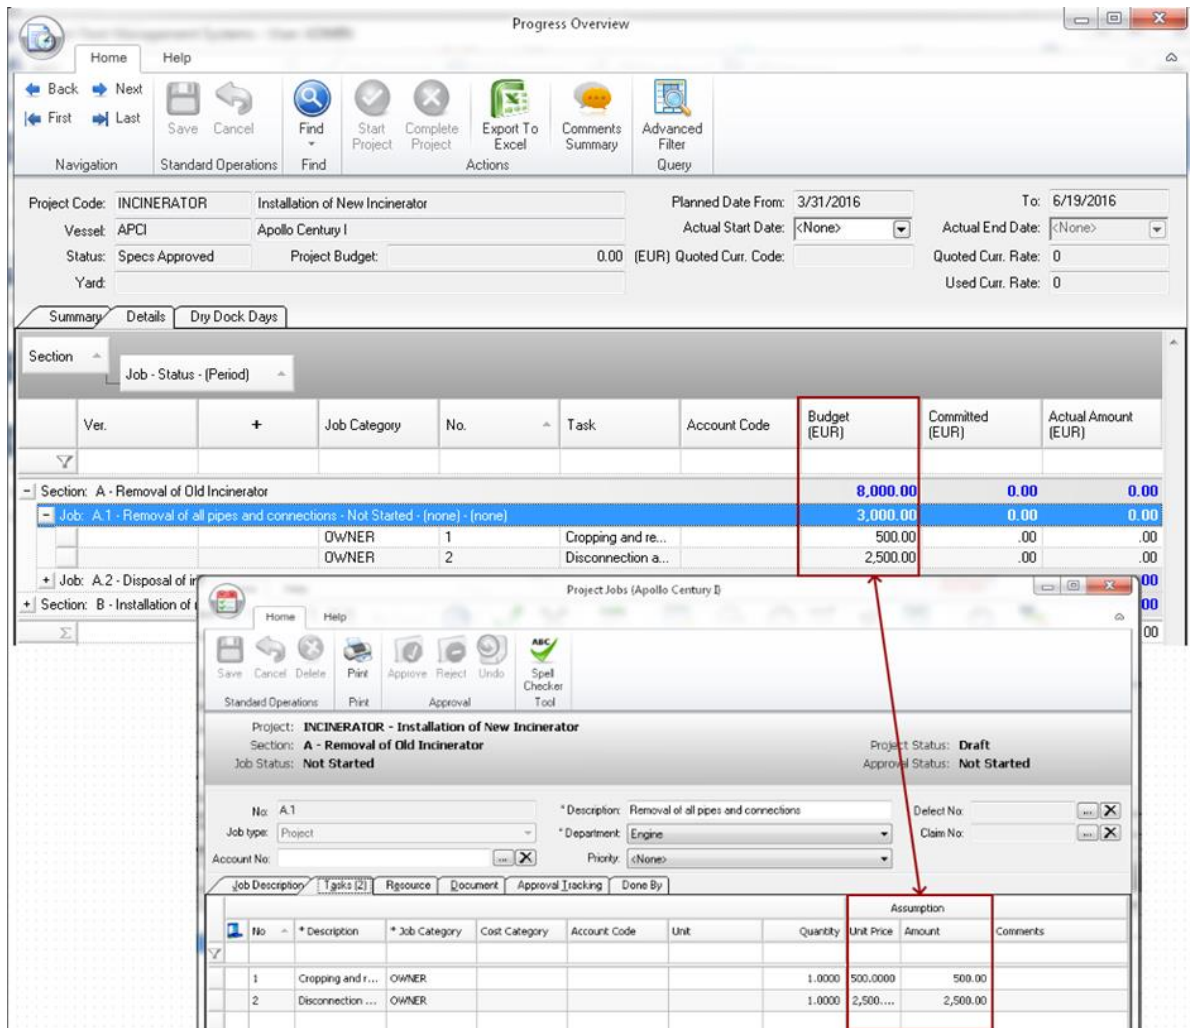 Progress Overview
Home Help
Back Next
First Last
Save Cancel
Find
Start Project
Complete Project
Export To Excel
Comments Summary
Advanced Filter
Navigation Standard Operations Find Actions Query
Project Code: INCINERATOR Installation of New Incinerator Planned Date From: 3/31/2016 To: 6/19/2016
Vessel: APCI Apollo Century I Actual Start Date: <None> Actual End Date: <None>
Status: Specs Approved Project Budget: 0.00 (EUR) Quoted Curr. Code: Quoted Curr. Rate: 0
Yard: Used Curr. Rate: 0
Summary Details Dry Dock Days
Section
Job - Status - (Period)
Ver. + Job Category No. Task Account Code Budget (EUR) Committed (EUR) Actual Amount (EUR)
Section: A - Removal of Old Incinerator 8,000.00 0.00 0.00
Job: A.1 - Removal of all pipes and connections - Not Started - (none) - (none) 3,000.00 0.00 0.00
OWNER 1 Cropping and re... 500.00 .00 .00
OWNER 2 Disconnection a... 2,500.00 .00 .00
Job: A.2 - Disposal of 00
Section: B - Installation of 00
Σ 00
Project Jobs (Apollo Century I)
Home Help
Save Cancel Delete Print Approve Reject Undo
ABC
Spell Checker
Standard Operations Print Approval Tool
Project: INCINERATOR - Installation of New Incinerator
Section: A - Removal of Old Incinerator Project Status: Draft
Job Status: Not Started Approval Status: Not Started
No: A.1 * Description: Removal of all pipes and connections Defect No: ...
Job type: Project * Department: Engine Claim No: ...
Account No: ... Priority: <None>
Job Description Tasks (2) Resource Document Approval Tracking Done By
Assumption
No * Description * Job Category Cost Category Account Code Unit Quantity Unit Price Amount Comments
1 Cropping and r... OWNER 1.0000 500.0000 500.00
2 Disconnection ... OWNER 1.0000 2,500.... 2,500.00